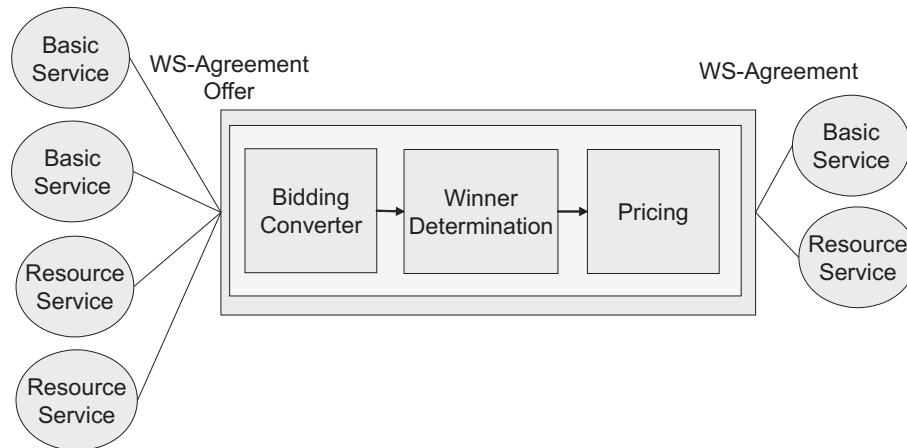 Basic
Service
WS-Agreement
Offer
WS-Agreement
Basic
Service
Resource
Service
Resource
Service
Bidding
Converter
Winner
Determination
Pricing
Basic
Service
Resource
Service